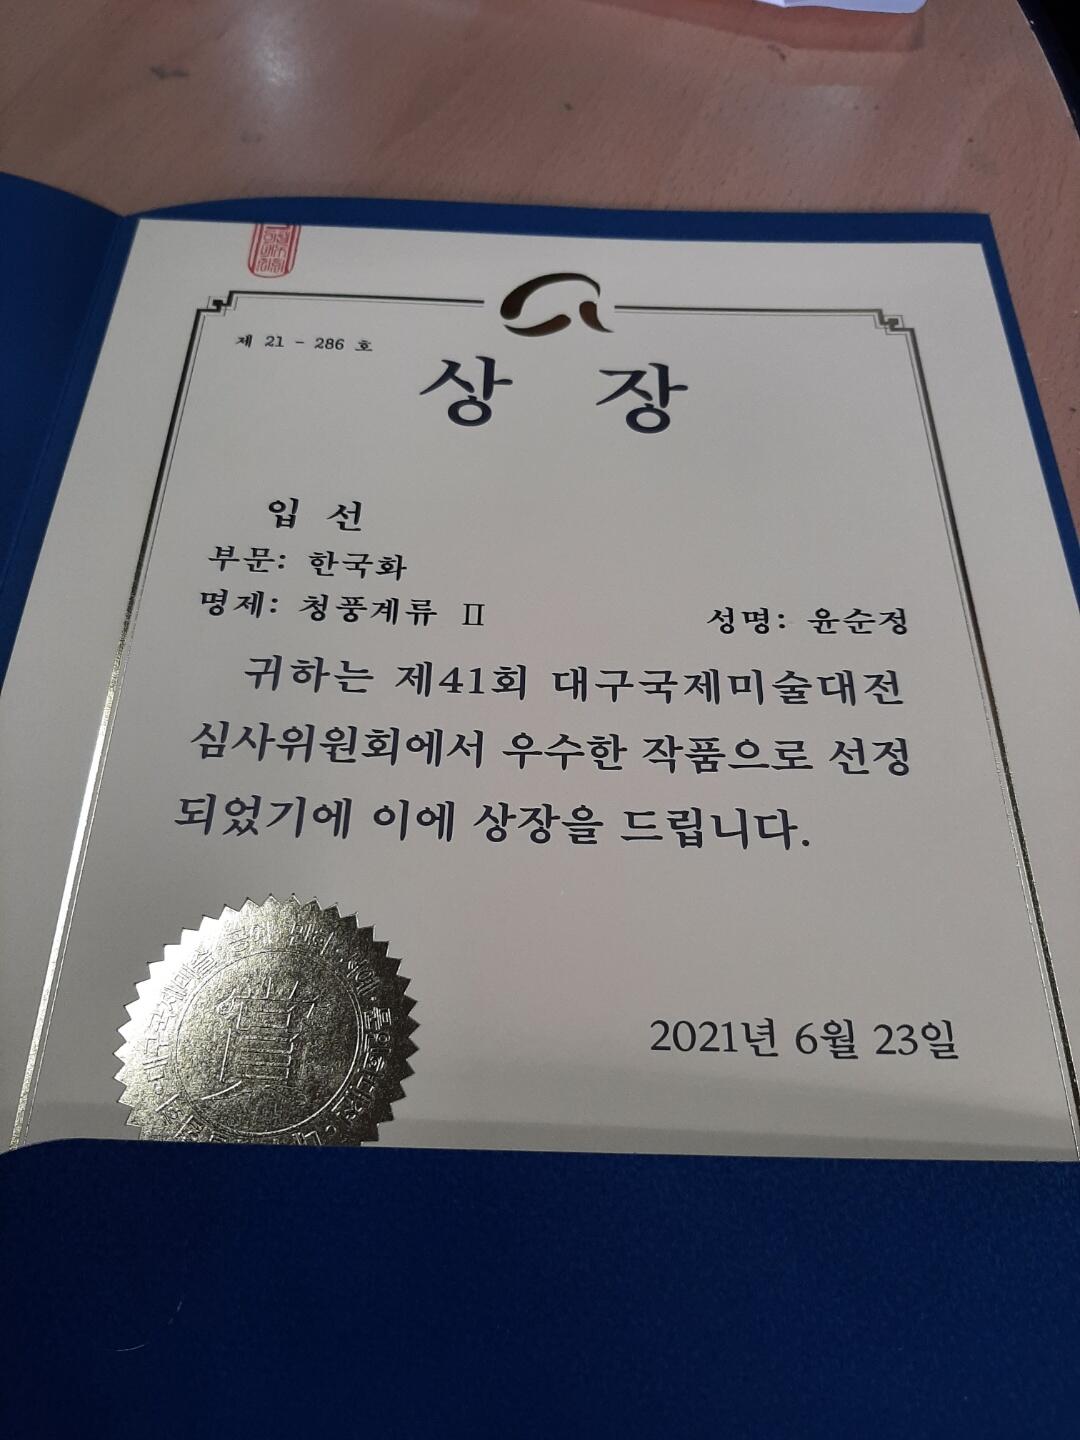 제 21 - 286 호
상 장
입 선
부문: 한국화
명제: 청풍계류 Ⅱ
성명: 윤순정
귀하는 제41회 대구국제미술대전
심사위원회에서 우수한 작품으로 선정
되었기에 이에 상장을 드립니다.
賞
2021년 6월 23일